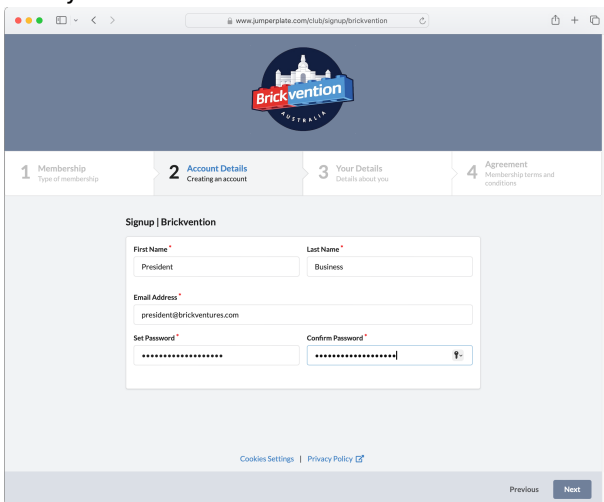 www.jumperplate.com/club/signup/brickvention
Brickvention
AUSTRALIA
1 Membership
Type of membership
2 Account Details
Creating an account
3 Your Details
Details about you
4 Agreement
Membership terms and
conditions
Signup | Brickvention
First Name * Last Name *
President Business
Email Address *
president@brickventures.com
Set Password * Confirm Password *
Cookies Settings | Privacy Policy
Previous Next